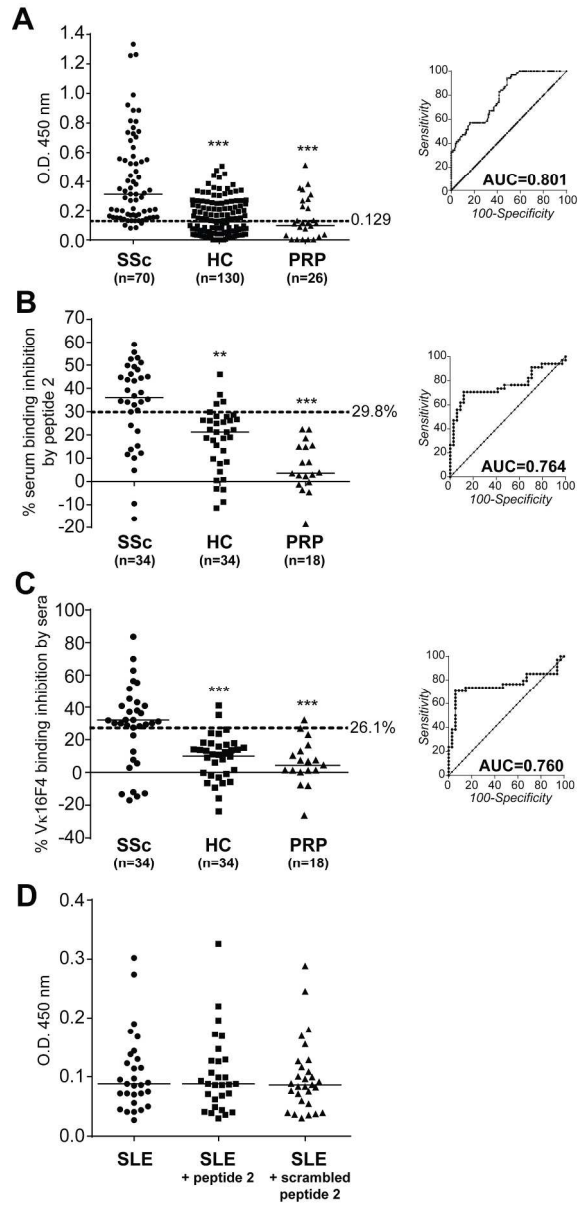 A
O.D. 450 nm
1.4
1.2
1.0
0.8
0.6
0.4
0.2
0.0
***
***
0.129
SSc
HC
PRP
(n=70)
(n=130)
(n=26)
Sensitivity
100
80
60
40
20
0
AUC=0.801
0 20 40 60 80 100
100-Specificity
B
% serum binding inhibition
by peptide 2
70
60
50
40
30
20
10
0
-10
20
**
***
29.8%
SSc
HC
PRP
(n=34)
(n=34)
(n=18)
Sensitivity
100
80
60
40
20
0
AUC=0.764
0 20 40 60 80 100
100-Specificity
C
% Vκ16F4 binding inhibition by sera
100
80
60
40
20
0
-20
-40
***
***
26.1%
SSc
HC
PRP
(n=34)
(n=34)
(n=18)
Sensitivity
100
80
60
40
20
0
AUC=0.760
0 20 40 60 80 100
100-Specificity
D
O.D. 450 nm
0.4
0.3
0.2
0.1
0.0
SLE
SLE
SLE
+ peptide 2
+ scrambled
peptide 2